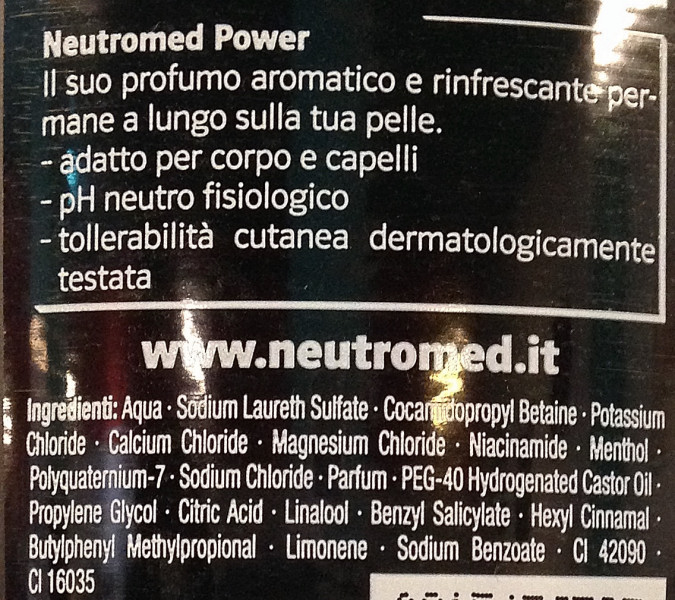 Neutromed Power
Il suo profumo aromatico e rinfrescante per-
mane a lungo sulla tua pelle.
- adatto per corpo e capelli
- pH neutro fisiologico
- tollerabilità cutanea dermatologicamente
testata
www.neutromed.it
Ingredienti: Aqua · Sodium Laureth Sulfate · Cocamidopropyl Betaine · Potassium
Chloride · Calcium Chloride · Magnesium Chloride · Niacinamide · Menthol ·
Polyquaternium-7 · Sodium Chloride · Parfum · PEG-40 Hydrogenated Castor Oil ·
Propylene Glycol · Citric Acid · Linalool · Benzyl Salicylate · Hexyl Cinnamal ·
Butylphenyl Methylpropional · Limonene · Sodium Benzoate · CI 42090 ·
CI 16035